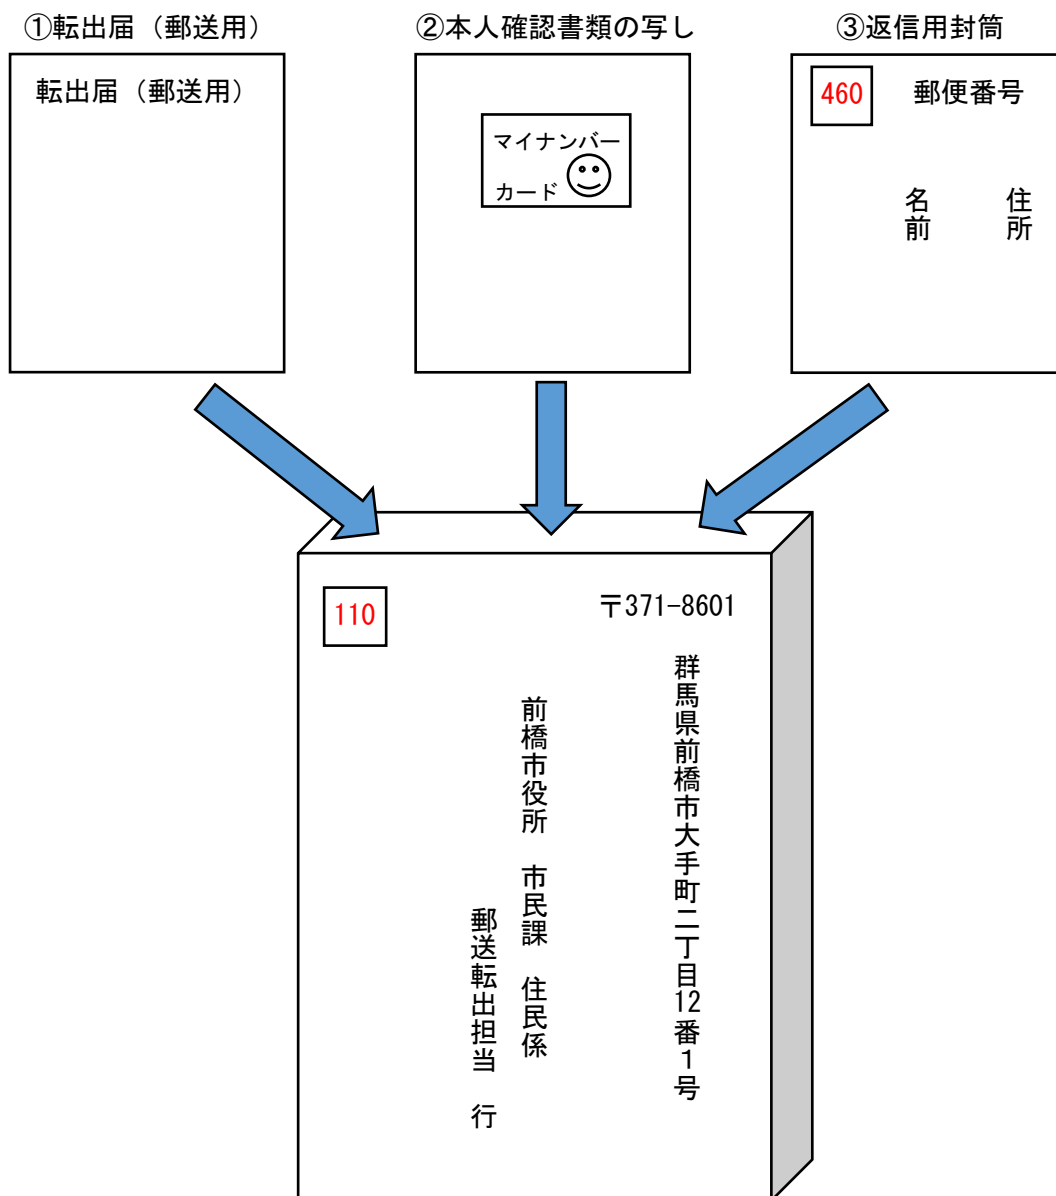 ①転出届（郵送用）
②本人確認書類の写し
③返信用封筒
転出届（郵送用）
マイナンバー
カード
460
郵便番号
住所
名前
110
〒371-8601
群馬県前橋市大手町二丁目12番1号
前橋市役所　市民課　住民係
郵送転出担当　行